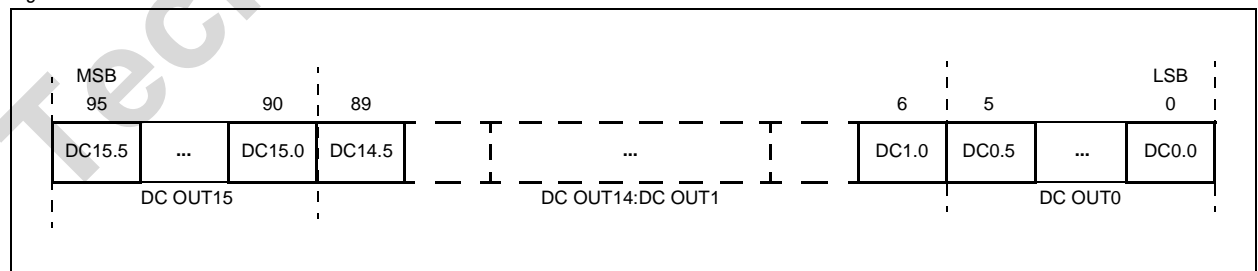 Tec
MSB LSB
95 90 89 6 5 0
DC15.5 ... DC15.0 DC14.5 ... DC1.0 DC0.5 ... DC0.0
DC OUT15 DC OUT14:DC OUT1 DC OUT0